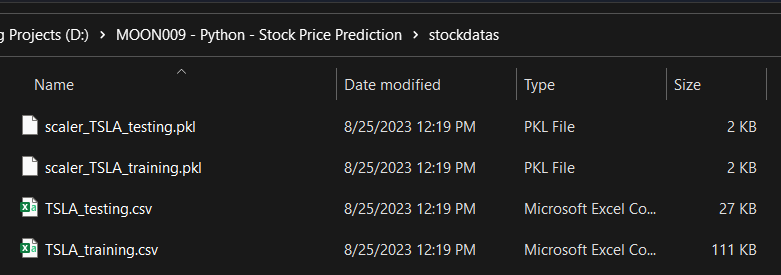 g Projects (D:) > MOON009 - Python - Stock Price Prediction > stockdatas
Name Date modified Type Size
scaler_TSLA_testing.pkl 8/25/2023 12:19 PM PKL File 2 KB
scaler_TSLA_training.pkl 8/25/2023 12:19 PM PKL File 2 KB
TSLA_testing.csv 8/25/2023 12:19 PM Microsoft Excel Co... 27 KB
TSLA_training.csv 8/25/2023 12:19 PM Microsoft Excel Co... 111 KB